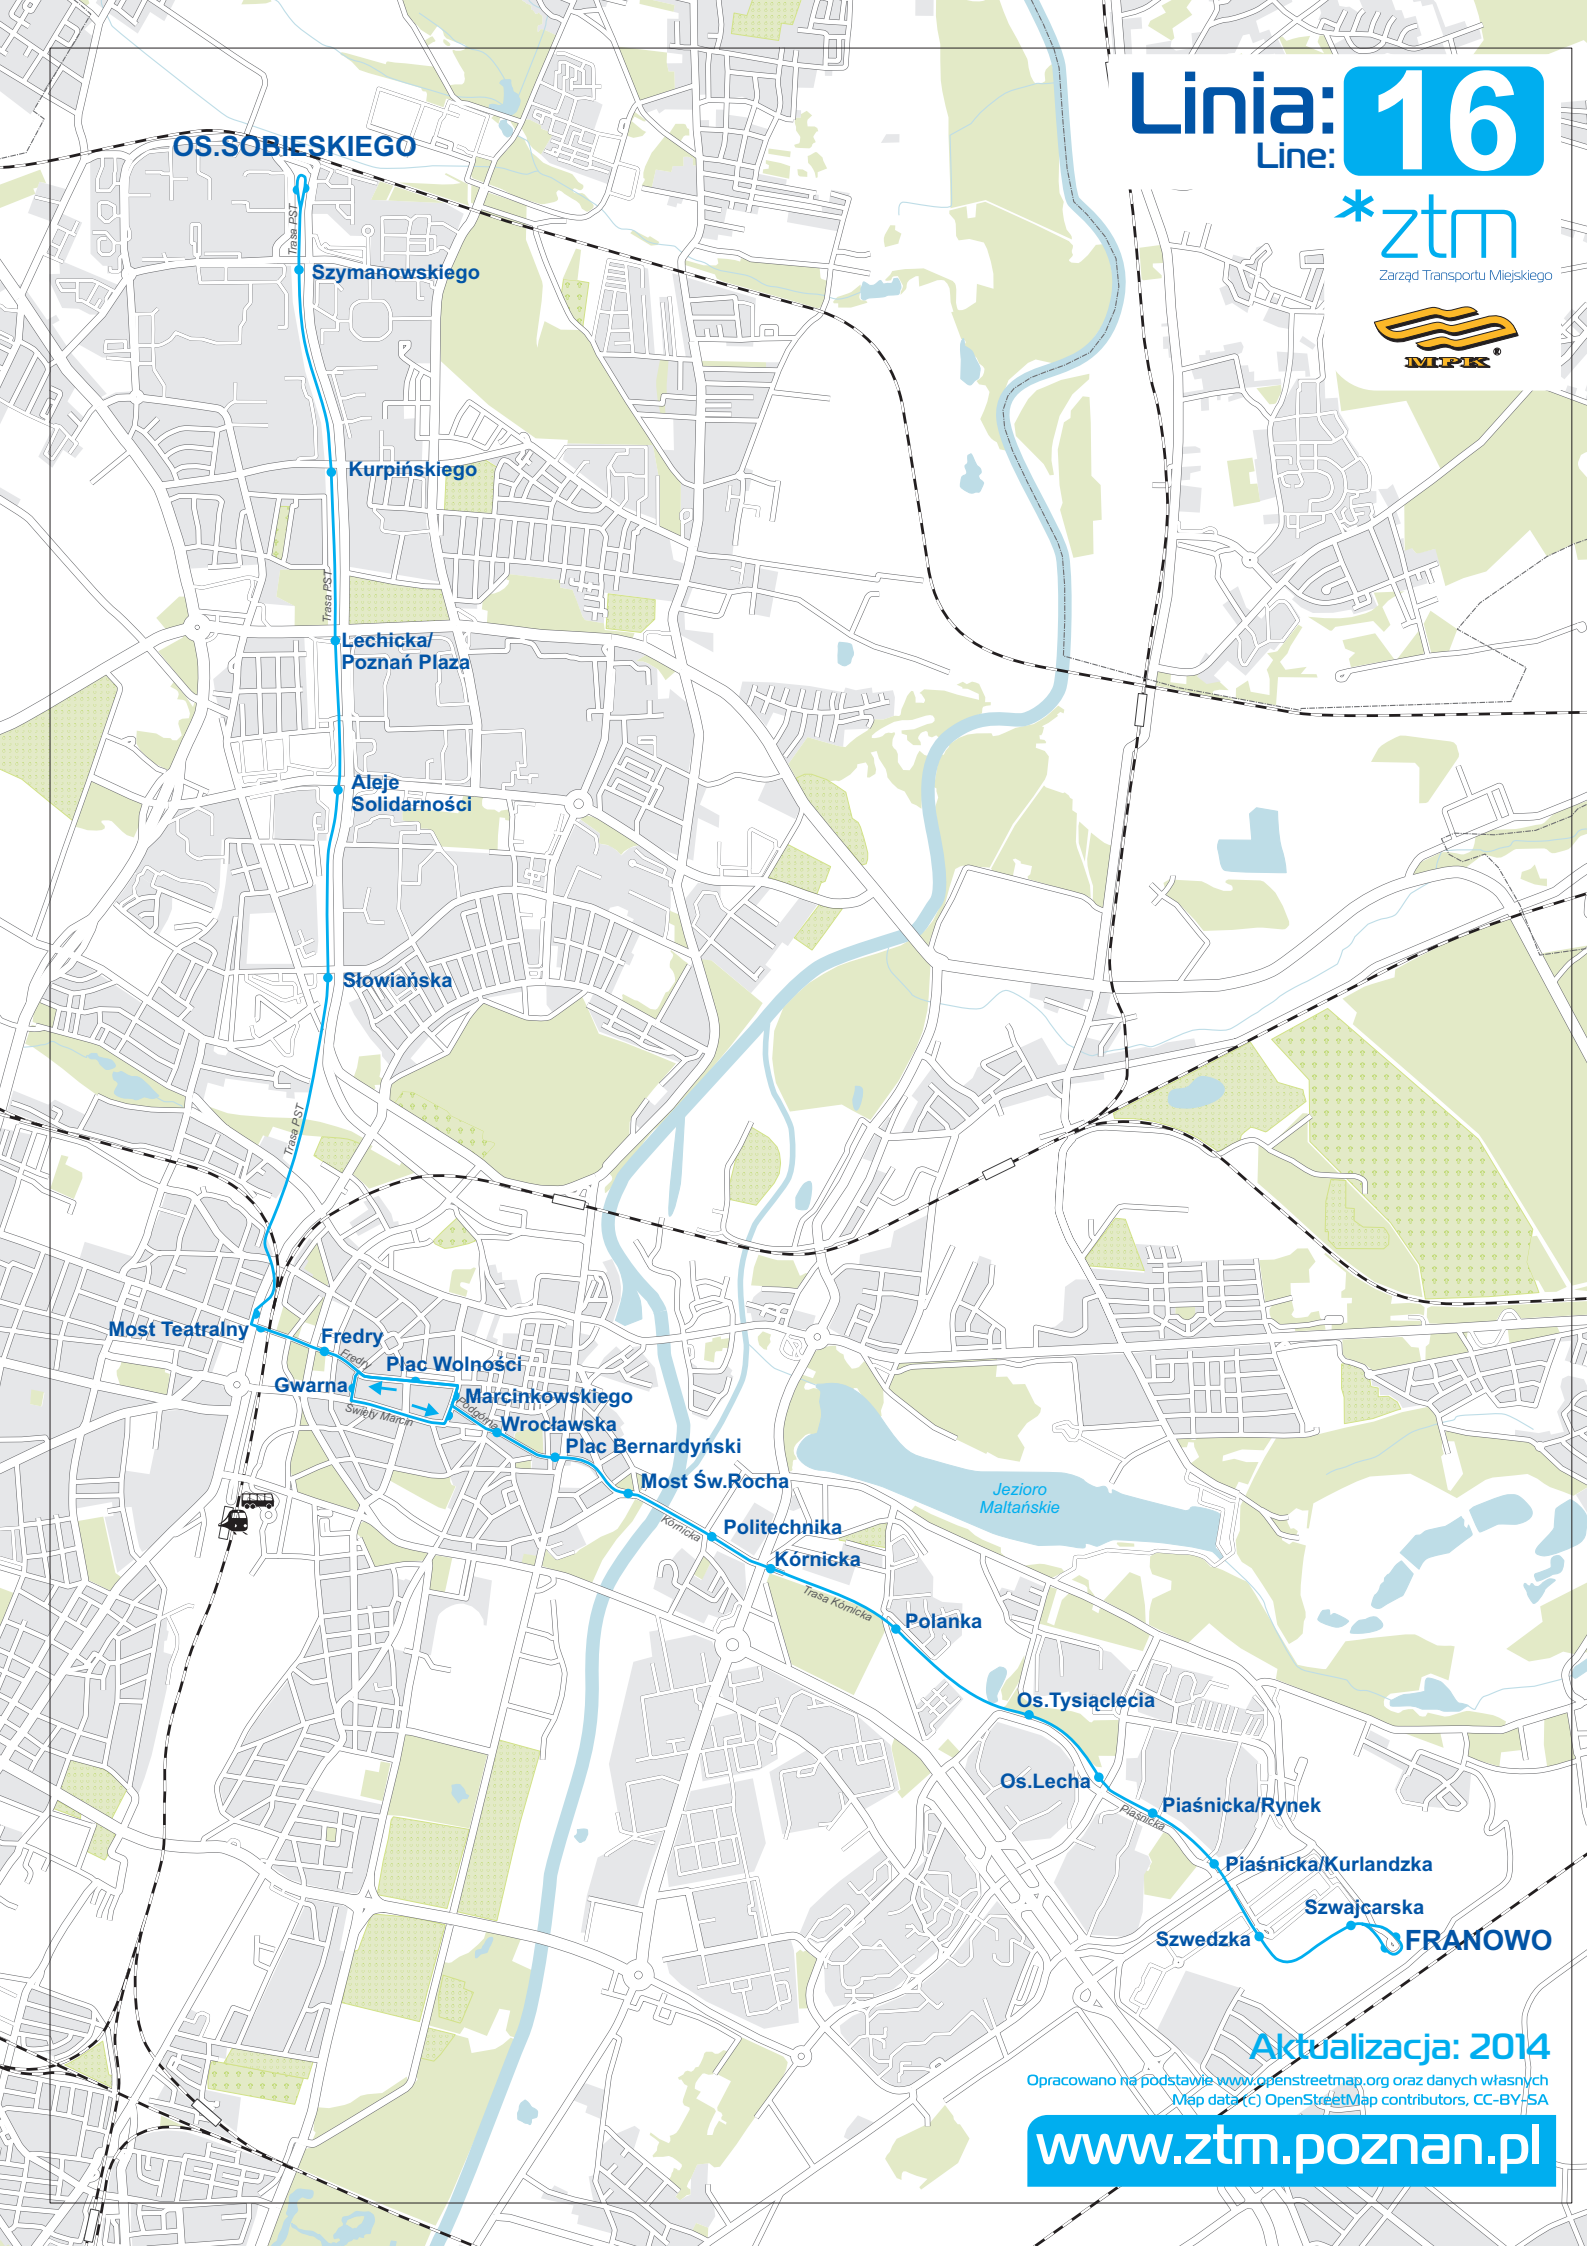 Linia:
Line:
16
*ztm
Zarząd Transportu Miejskiego
MPK®
OS.SOBIESKIEGO
Trasa PST
Szymanowskiego
Kurpińskiego
Trasa PST
Lechicka/
Poznań Plaza
Aleje
Solidarności
Słowiańska
Trasa PST
Most Teatralny
Fredry
Fredry
Plac Wolności
Gwarna
Marcinkowskiego
Święty Marcin
Podgórna
Wrocławska
Plac Bernardyński
Most Św.Rocha
Jezioro
Maltańskie
Kórnicka
Politechnika
Kórnicka
Trasa Kórnicka
Polanka
Os.Tysiąclecia
Os.Lecha
Piaśnicka/Rynek
Piaśnicka
Piaśnicka/Kurlandzka
Szwajcarska
Szwedzka
FRANOWO
Aktualizacja: 2014
Opracowano na podstawie www.openstreetmap.org oraz danych własnych
Map data (c) OpenStreetMap contributors, CC-BY-SA
www.ztm.poznan.pl